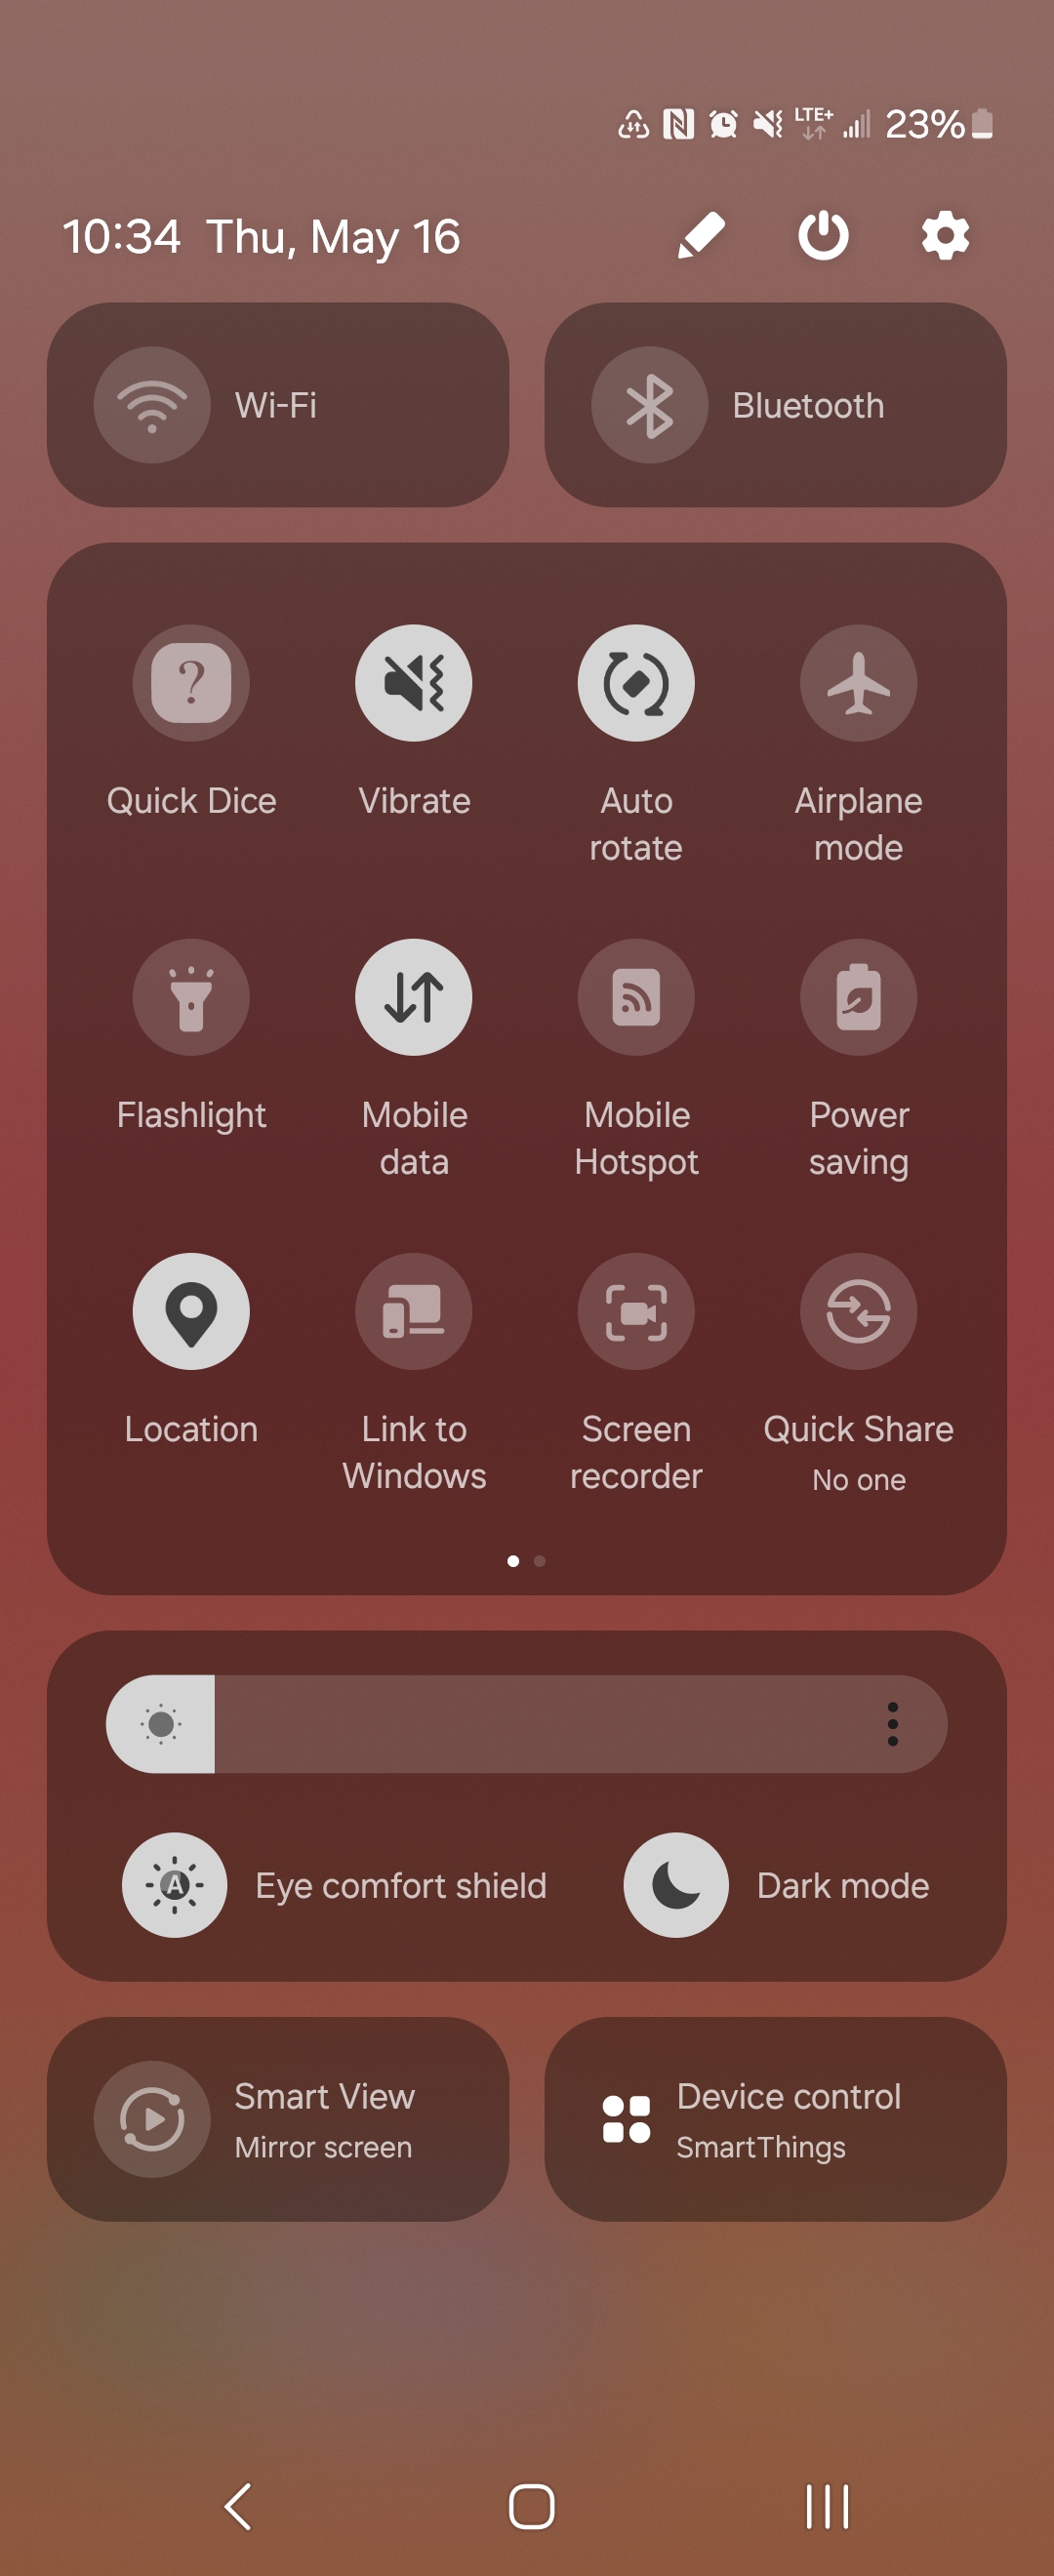 LTE+ 23%
10:34 Thu, May 16
Wi-Fi Bluetooth
?
Quick Dice Vibrate Auto rotate Airplane mode
Flashlight Mobile data Mobile Hotspot Power saving
Location Link to Windows Screen recorder Quick Share
No one
A
Eye comfort shield Dark mode
Smart View Device control
Mirror screen SmartThings